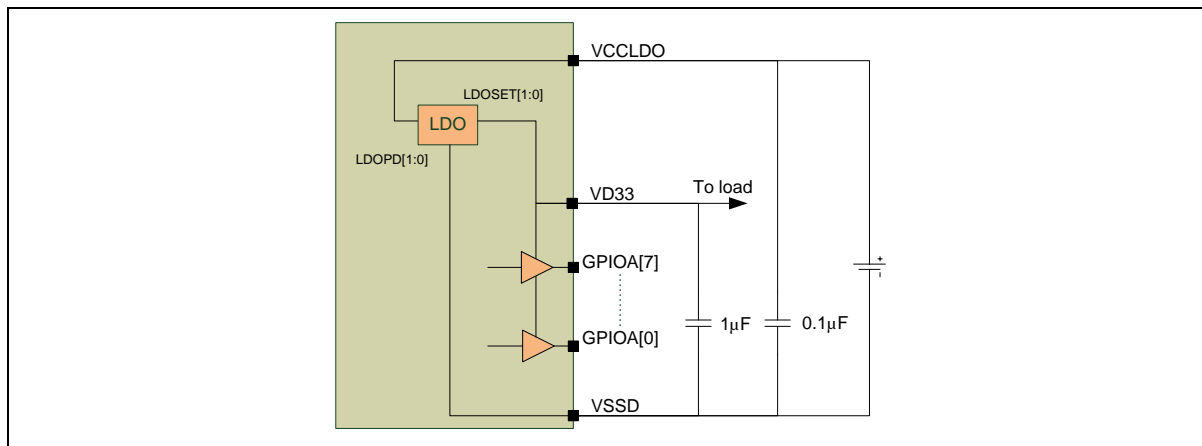 VCCLDO
LDOSET[1:0]
LDO
LDOPD[1:0]
VD33
To load
GPIOA[7]
GPIOA[0]
1μF
0.1μF
VSSD
+
-